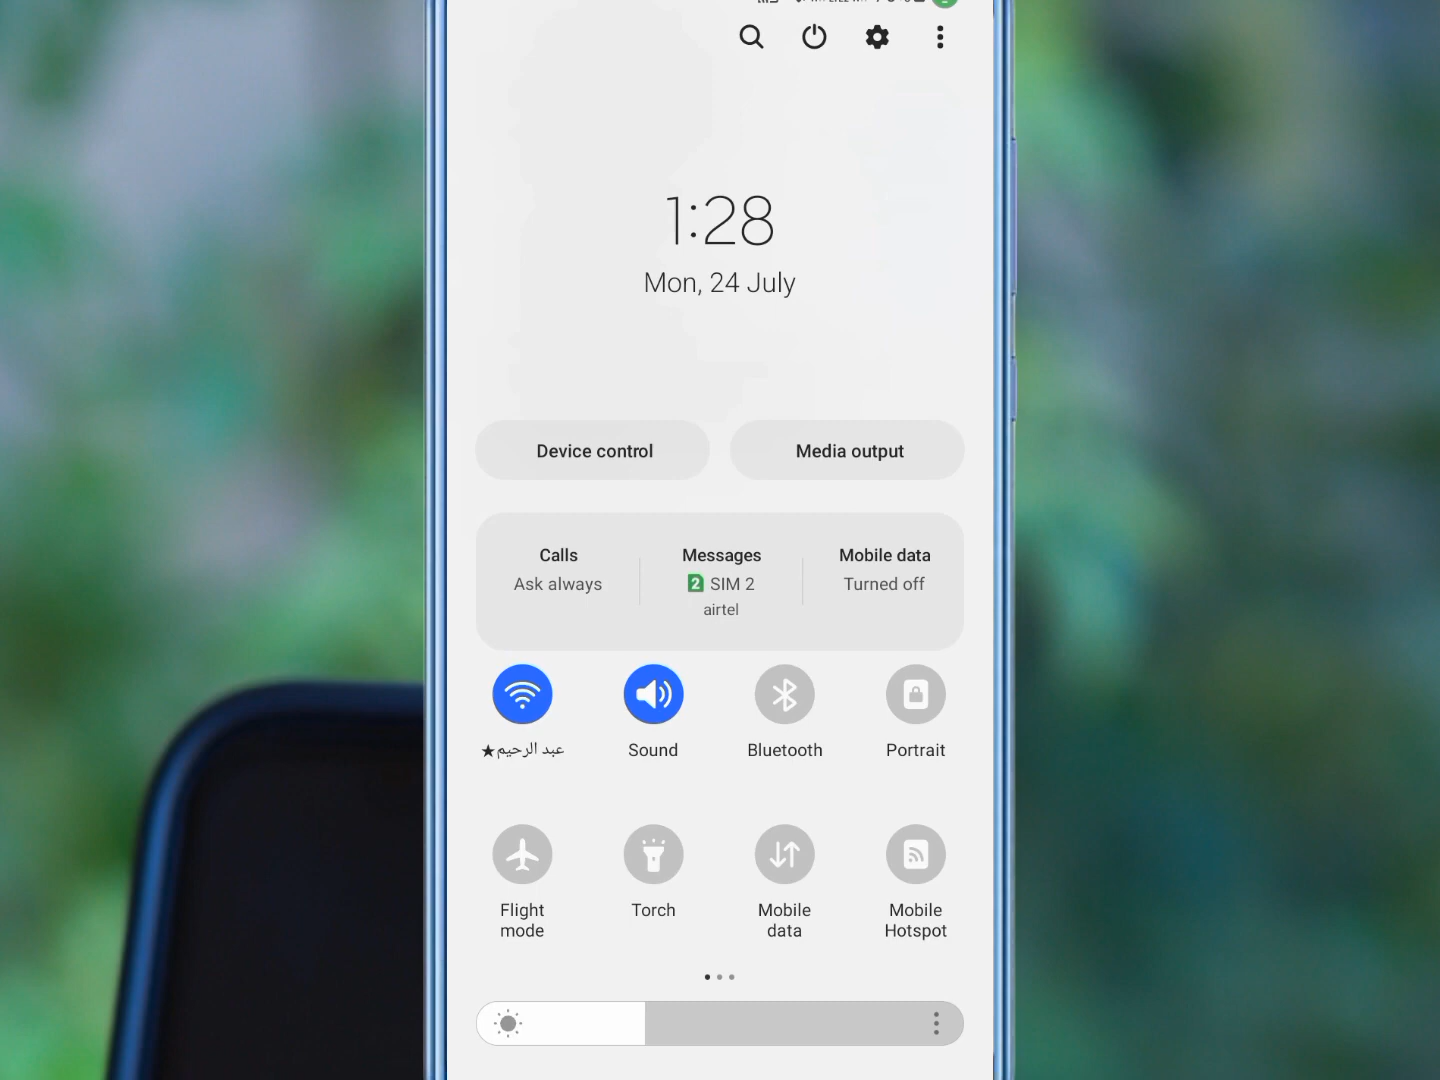 1:28
Mon, 24 July
Device control
Media output
Calls
Messages
Mobile data
Ask always
2 SIM 2
Turned off
airtel
★عبد الرحيم
Sound
Bluetooth
Portrait
Flight
mode
Torch
Mobile
data
Mobile
Hotspot